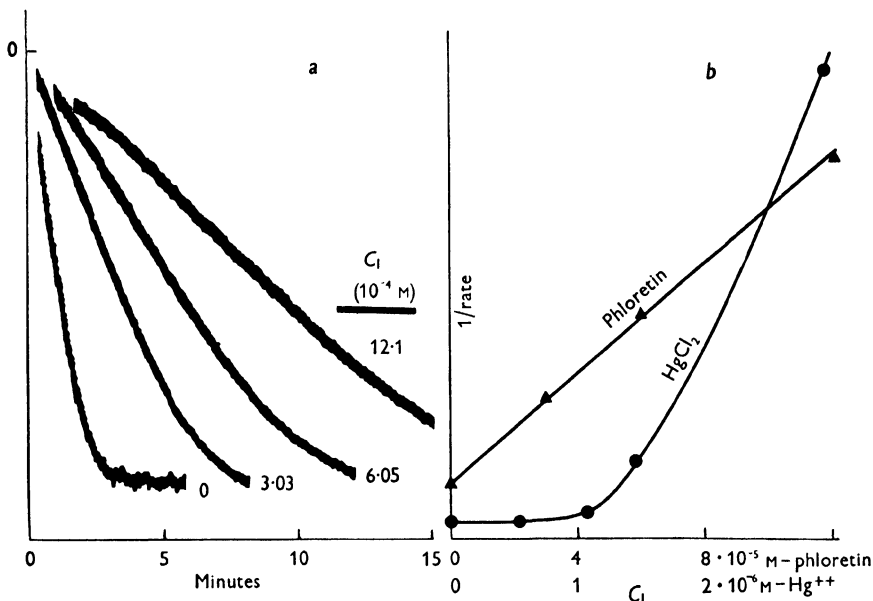 0
a
b
C₁
(10⁻⁴ M)
12·1
0
3·03
6·05
0 5 10 15
Minutes
1/rate
Phloretin
HgCl₂
0 4 8 · 10⁻⁵ M–phloretin
0 1 2 · 10⁻⁶ M–Hg⁺⁺
C₁